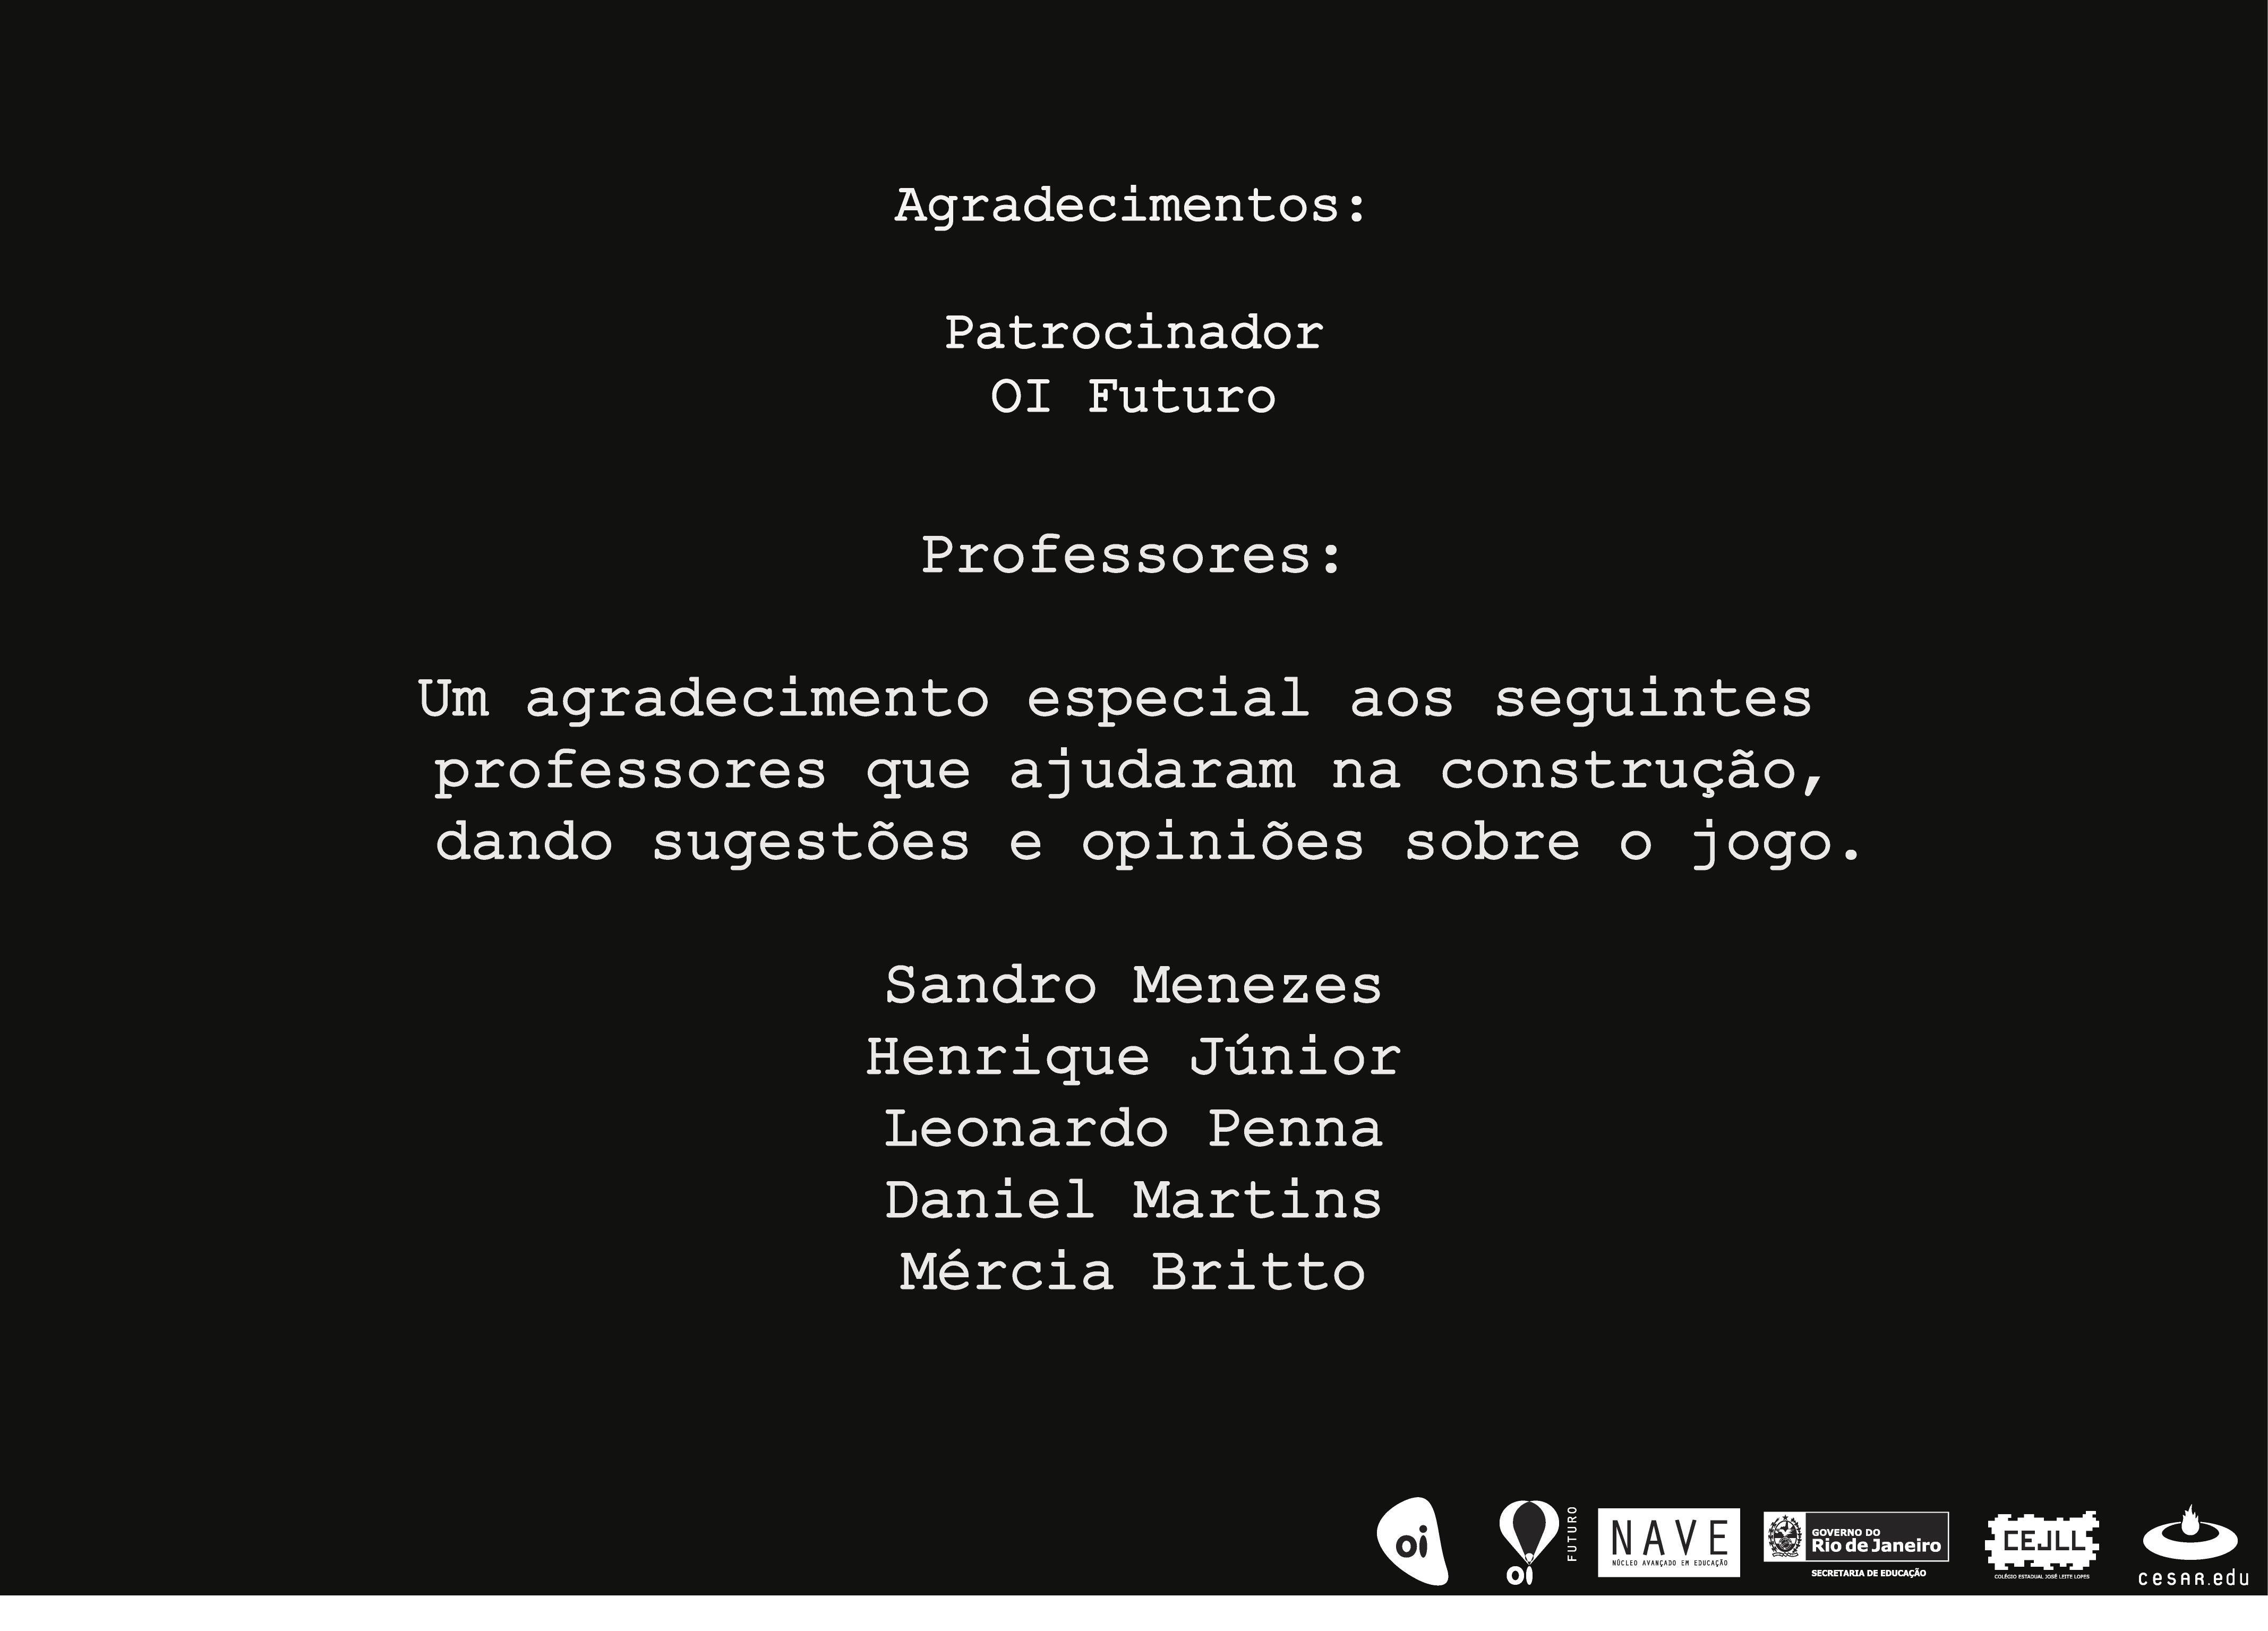 Agradecimentos:
Patrocinador
OI Futuro
Professores:
Um agradecimento especial aos seguintes
professores que ajudaram na construção,
dando sugestões e opiniões sobre o jogo.
Sandro Menezes
Henrique Júnior
Leonardo Penna
Daniel Martins
Mércia Britto
oi
oi FUTURO
NAVE
NÚCLEO AVANÇADO EM EDUCAÇÃO
GOVERNO DO
Rio de Janeiro
SECRETARIA DE EDUCAÇÃO
CEJLL
COLÉGIO ESTADUAL JOSÉ LEITE LOPES
cesar.edu